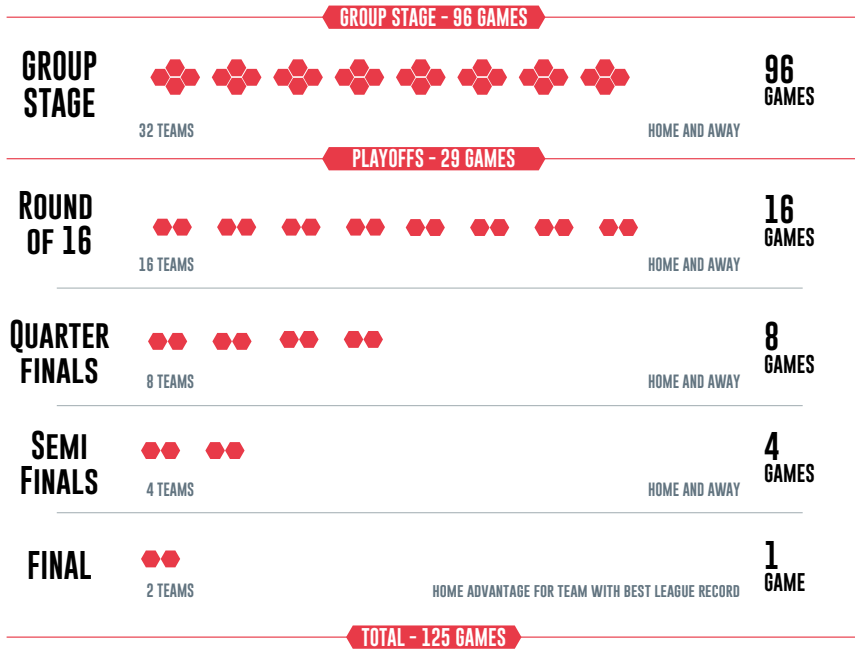 GROUP STAGE - 96 GAMES
GROUP
STAGE
96
GAMES
32 TEAMS
HOME AND AWAY
PLAYOFFS - 29 GAMES
ROUND
OF 16
16
GAMES
16 TEAMS
HOME AND AWAY
QUARTER
FINALS
8
GAMES
8 TEAMS
HOME AND AWAY
SEMI
FINALS
4
GAMES
4 TEAMS
HOME AND AWAY
FINAL
1
GAME
2 TEAMS
HOME ADVANTAGE FOR TEAM WITH BEST LEAGUE RECORD
TOTAL - 125 GAMES